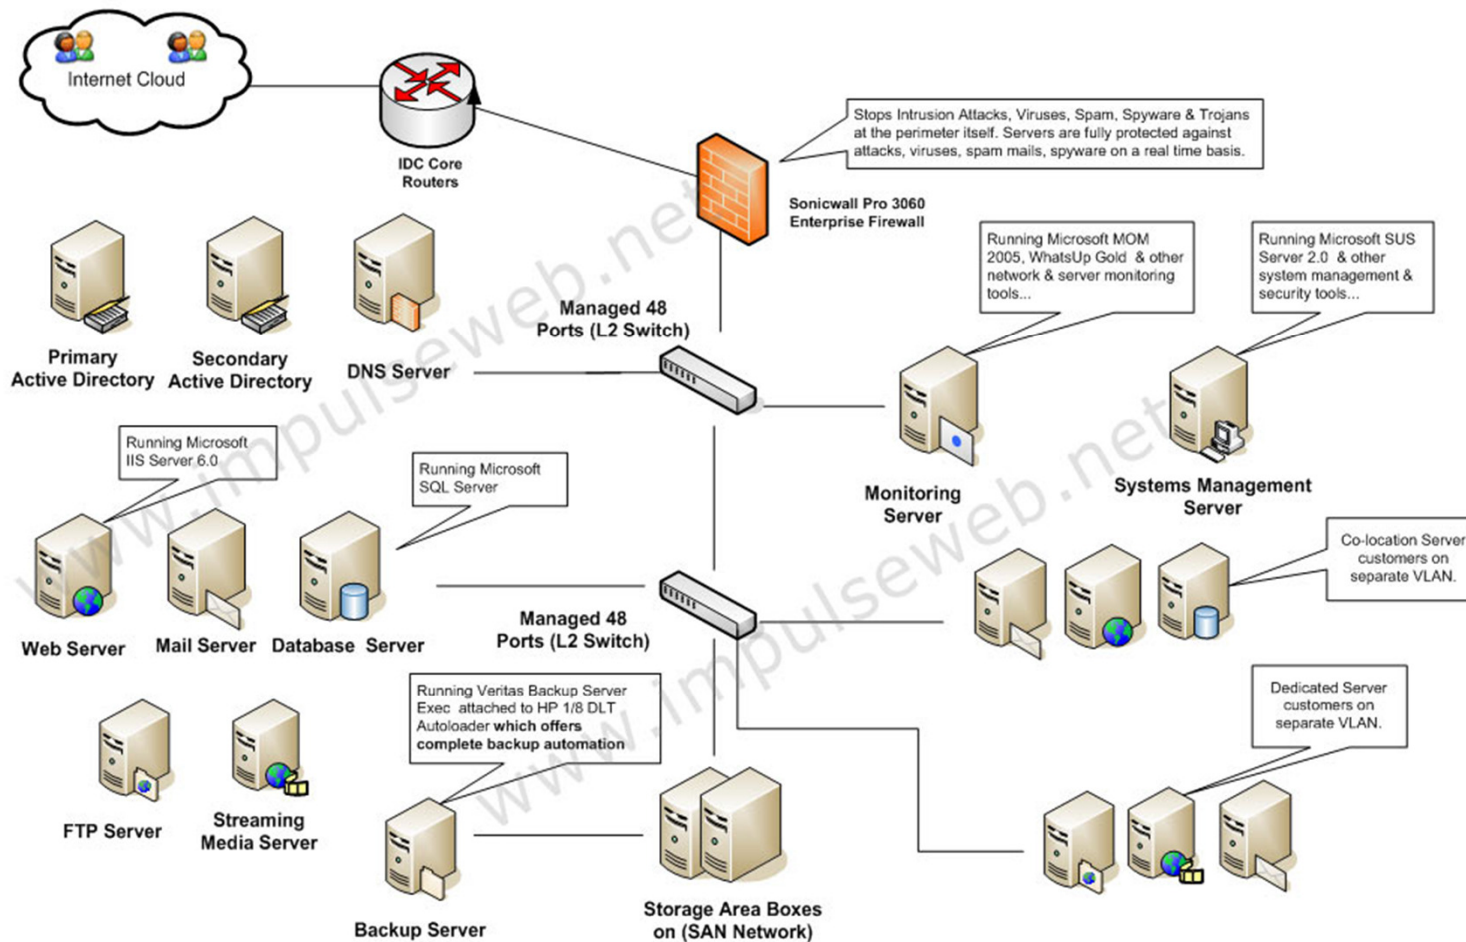 Internet Cloud
IDC Core
Routers
Stops Intrusion Attacks, Viruses, Spam, Spyware & Trojans
at the perimeter itself. Servers are fully protected against
attacks, viruses, spam mails, spyware on a real time basis.
Sonicwall Pro 3060
Enterprise Firewall
Running Microsoft MOM
2005, WhatsUp Gold & other
network & server monitoring
tools...
Running Microsoft SUS
Server 2.0 & other
system management &
security tools...
Managed 48
Ports (L2 Switch)
Primary
Active Directory
Secondary
Active Directory
DNS Server
Monitoring
Server
Systems Management
Server
Running Microsoft
IIS Server 6.0
Running Microsoft
SQL Server
Web Server
Mail Server
Database Server
Managed 48
Ports (L2 Switch)
Co-location Server
customers on
separate VLAN.
Running Veritas Backup Server
Exec attached to HP 1/8 DLT
Autoloader which offers
complete backup automation
Dedicated Server
customers on
separate VLAN.
FTP Server
Streaming
Media Server
Backup Server
Storage Area Boxes
on (SAN Network)
www.impulseweb.net
www.impulseweb.net